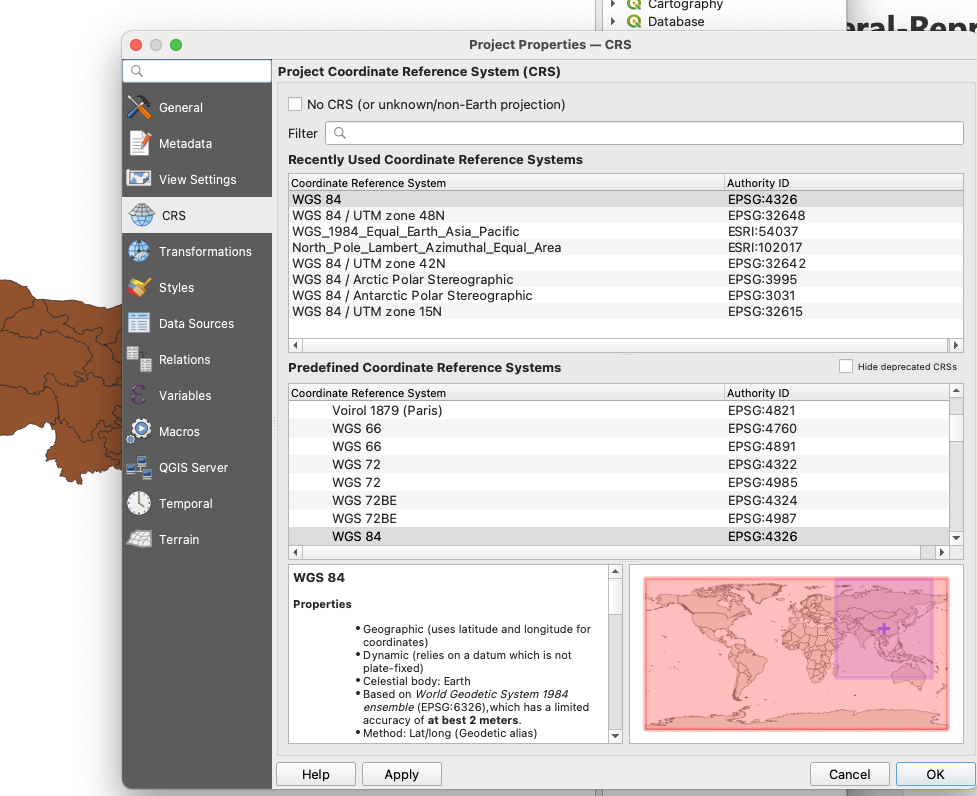 Cartography
Database
Project Properties — CRS
Project Coordinate Reference System (CRS)
General
Metadata
View Settings
CRS
Transformations
Styles
Data Sources
Relations
Variables
Macros
QGIS Server
Temporal
Terrain
No CRS (or unknown/non-Earth projection)
Filter
Recently Used Coordinate Reference Systems
Coordinate Reference System Authority ID
WGS 84 EPSG:4326
WGS 84 / UTM zone 48N EPSG:32648
WGS_1984_Equal_Earth_Asia_Pacific ESRI:54037
North_Pole_Lambert_Azimuthal_Equal_Area ESRI:102017
WGS 84 / UTM zone 42N EPSG:32642
WGS 84 / Arctic Polar Stereographic EPSG:3995
WGS 84 / Antarctic Polar Stereographic EPSG:3031
WGS 84 / UTM zone 15N EPSG:32615
Predefined Coordinate Reference Systems Hide deprecated CRSs
Coordinate Reference System Authority ID
Voirol 1879 (Paris) EPSG:4821
WGS 66 EPSG:4760
WGS 66 EPSG:4891
WGS 72 EPSG:4322
WGS 72 EPSG:4985
WGS 72BE EPSG:4324
WGS 72BE EPSG:4987
WGS 84 EPSG:4326
WGS 84
Properties
• Geographic (uses latitude and longitude for
coordinates)
• Dynamic (relies on a datum which is not
plate-fixed)
• Celestial body: Earth
• Based on World Geodetic System 1984
ensemble (EPSG:6326),which has a limited
accuracy of at best 2 meters.
• Method: Lat/long (Geodetic alias)
Help Apply Cancel OK